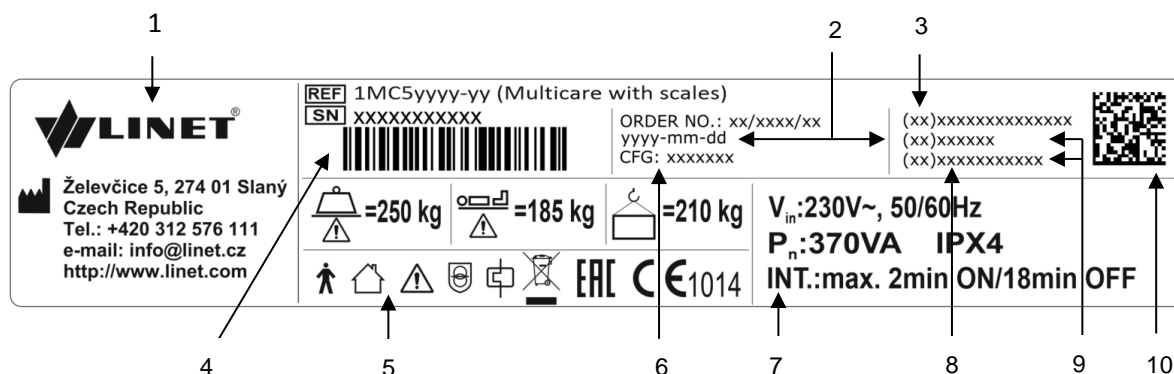 1
2
3
LINET®
Želevčice 5, 274 01 Slaný
Czech Republic
Tel.: +420 312 576 111
e-mail: info@linet.cz
http://www.linet.com
REF 1MC5yyyy-yy (Multicare with scales)
SN xxxxxxxxxxx
ORDER NO.: xx/xxxx/xx
yyyy-mm-dd
CFG: xxxxxxx
(xx)xxxxxxxxxxxxxx
(xx)xxxxxx
(xx)xxxxxxxxxxx
=250 kg
=185 kg
=210 kg
Vin:230V~, 50/60Hz
Pn:370VA IPX4
INT.:max. 2min ON/18min OFF
EAC CE1014
4
5
6
7
8
9
10